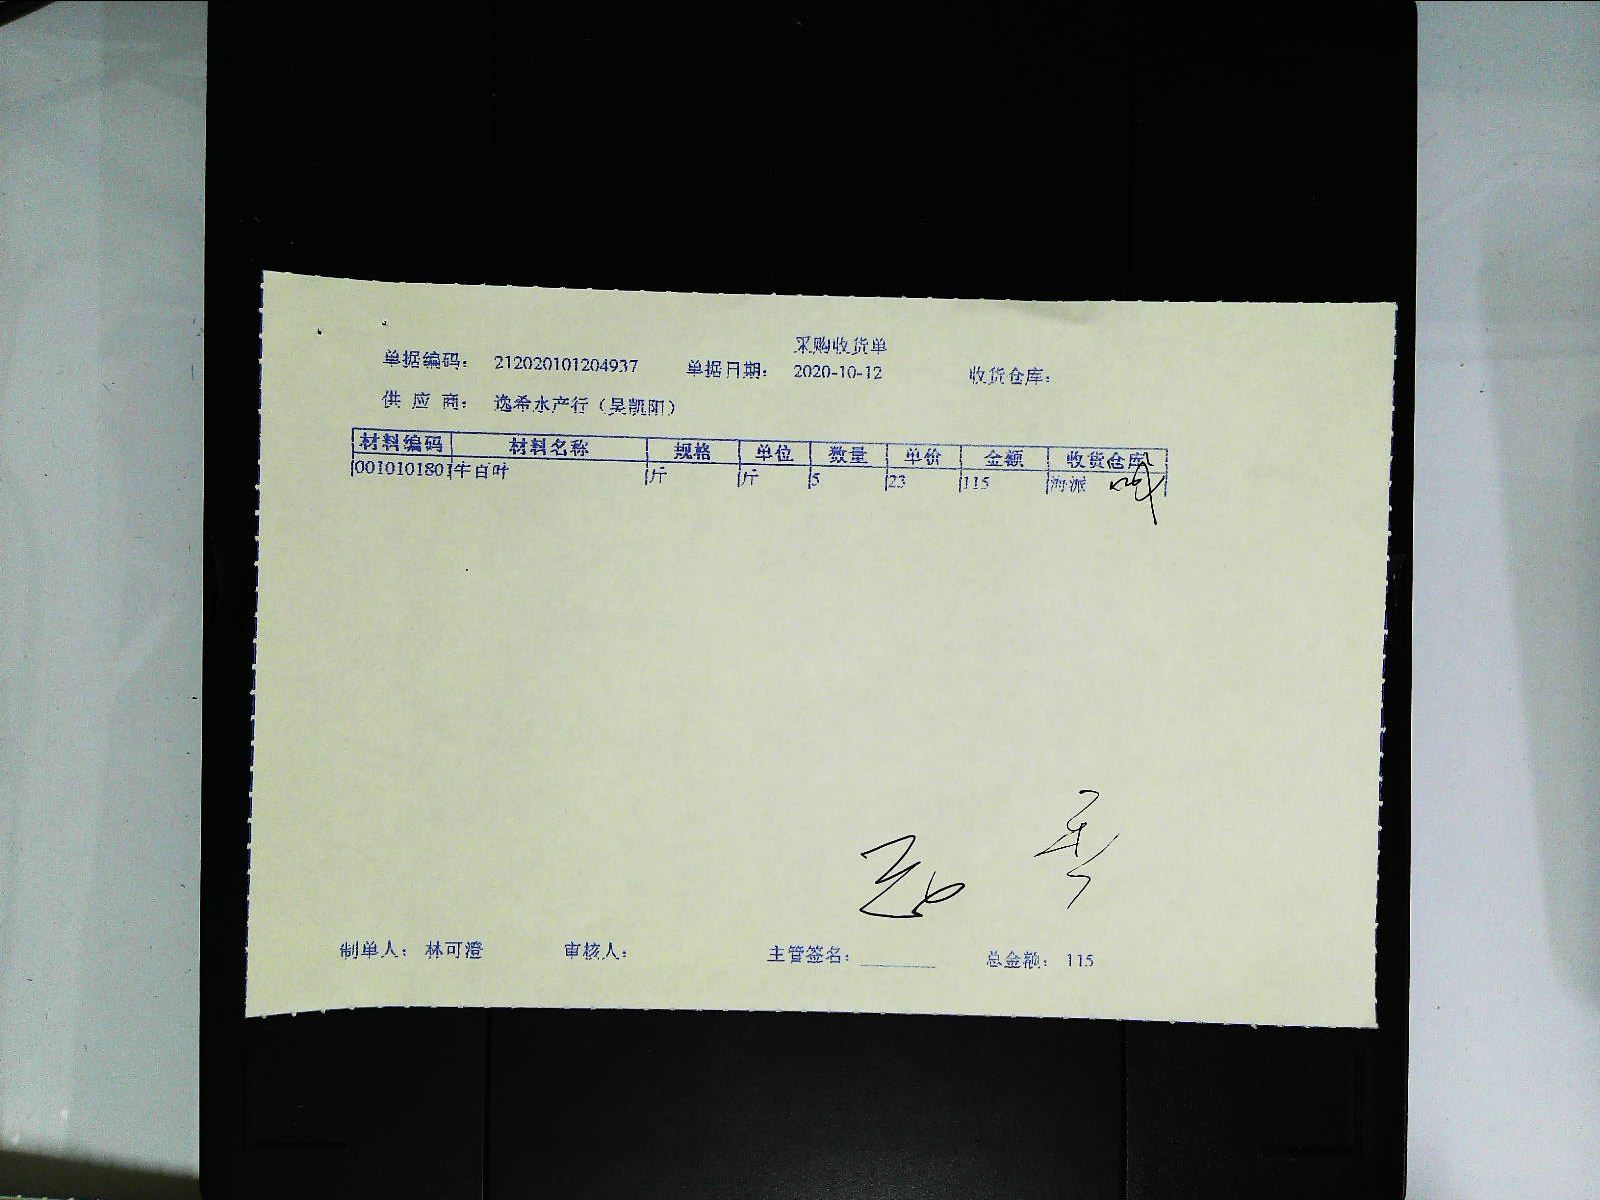 采购收货单
单据编码： 212020101204937 单据日期： 2020-10-12 收货仓库：
供 应 商： 逸希水产行（吴凯阳）
材料编码 材料名称 规格 单位 数量 单价 金额 收货仓库
0010101801 牛百叶 斤 斤 5 23 115 海派
制单人： 林可澄 审核人： 主管签名： 总金额： 115